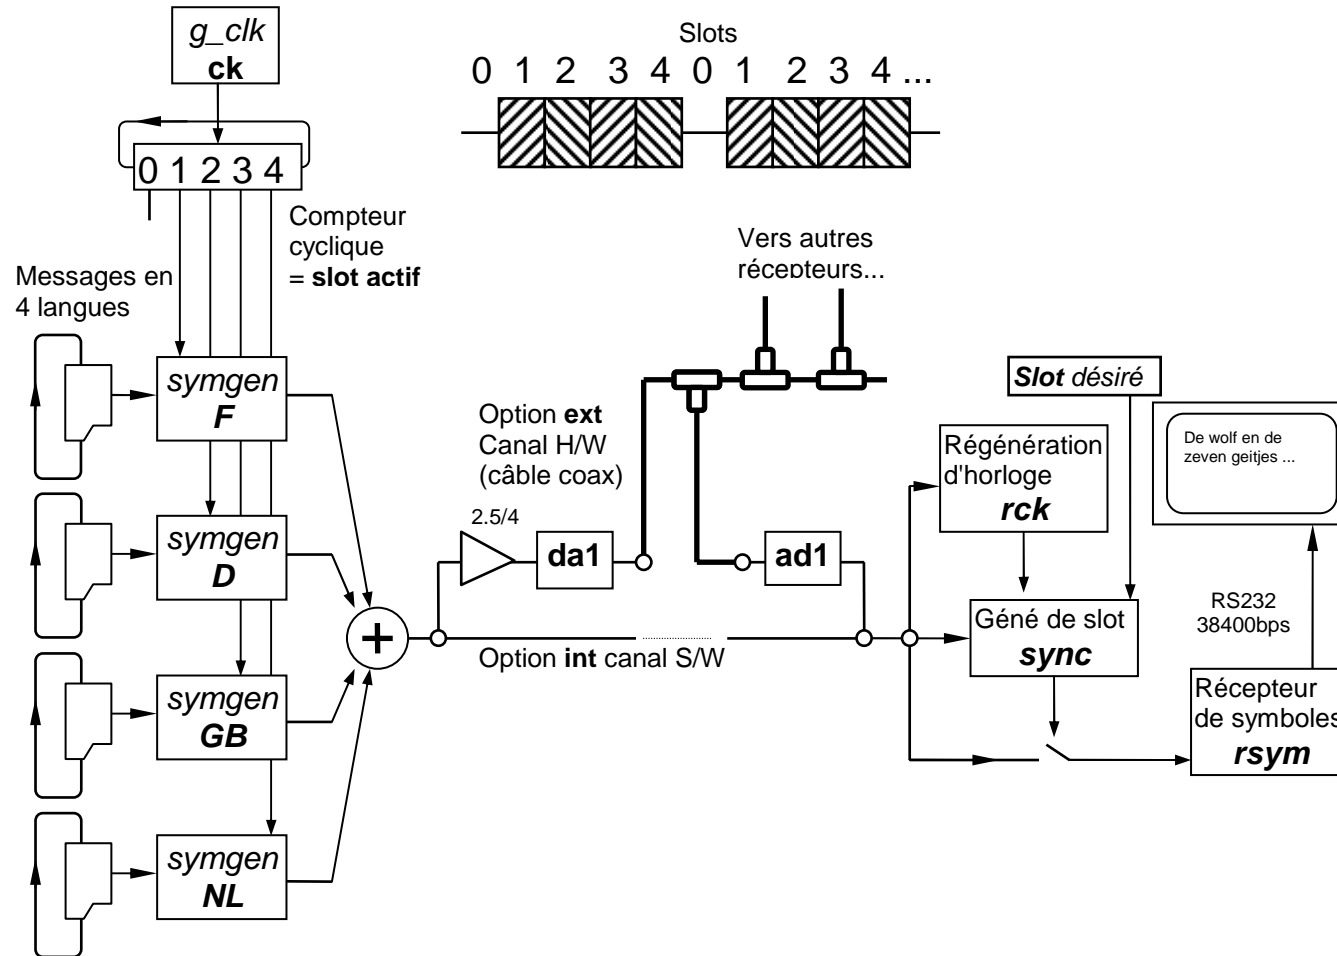 g_clk
ck
Slots
0 1 2 3 4 0 1 2 3 4 ...
0 1 2 3 4
Compteur
cyclique
= slot actif
Messages en
4 langues
Vers autres
récepteurs...
symgen
F
symgen
D
symgen
GB
symgen
NL
+
Option ext
Canal H/W
(câble coax)
2.5/4
da1
ad1
Option int canal S/W
Slot désiré
Régénération
d'horloge
rck
Géné de slot
sync
De wolf en de
zeven geitjes ...
RS232
38400bps
Récepteur
de symboles
rsym